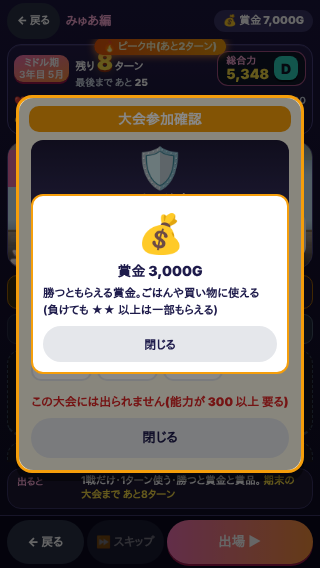 ← 戻る
みゅあ編
💰 賞金 7,000G
🔥 ピーク中(あと2ターン)
ミドル期
3年目 5月
残り 8 ターン
最後まで あと 25
総合力
5,348
D
大会参加確認
賞金 3,000G
勝つともらえる賞金。ごはんや買い物に使える
(負けても ★★ 以上は一部もらえる)
閉じる
この大会には出られません(能力が 300 以上 要る)
閉じる
出ると
1戦だけ・1ターン使う・勝つと賞金と賞品。期末の
大会まで あと8ターン
← 戻る
⏩ スキップ
出場 ▶